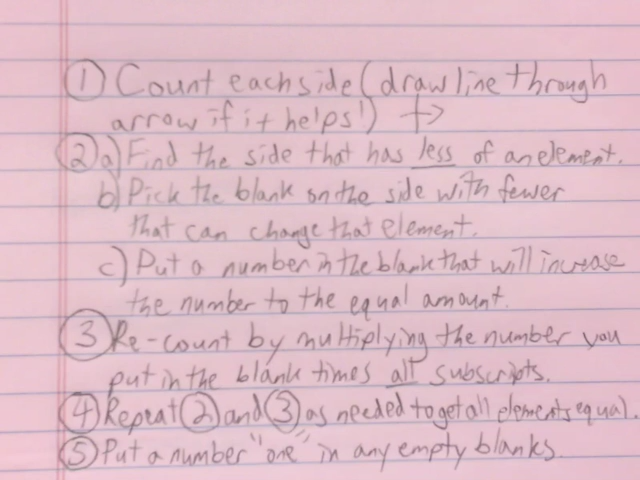 ① Count each side (draw line through
arrow if it helps!) +>
② a) Find the side that has less of an element.
b) Pick the blank on the side with fewer
that can change that element.
c) Put a number in the blank that will increase
the number to the equal amount.
③ Re-count by multiplying the number you
put in the blank times all subscripts.
④ Repeat ② and ③ as needed to get all elements equal.
⑤ Put a number "one" in any empty blanks.